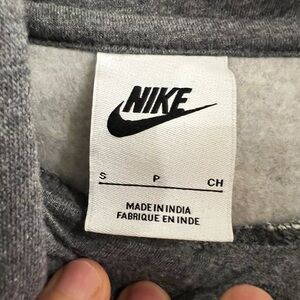 NIKE
S P CH
MADE IN INDIA
FABRIQUE EN INDE